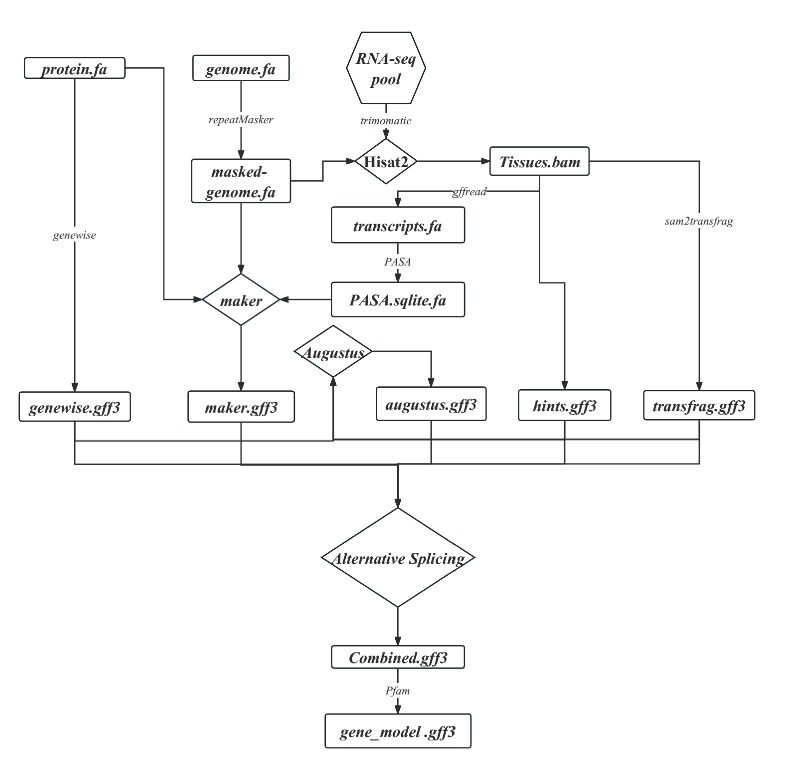 protein.fa
genome.fa
RNA-seq
pool
repeatMasker
trimomatic
masked-
genome.fa
Hisat2
Tissues.bam
gffread
transcripts.fa
sam2transfrag
genewise
PASA
maker
PASA.sqlite.fa
Augustus
genewise.gff3
maker.gff3
augustus.gff3
hints.gff3
transfrag.gff3
Alternative Splicing
Combined.gff3
Pfam
gene_model .gff3